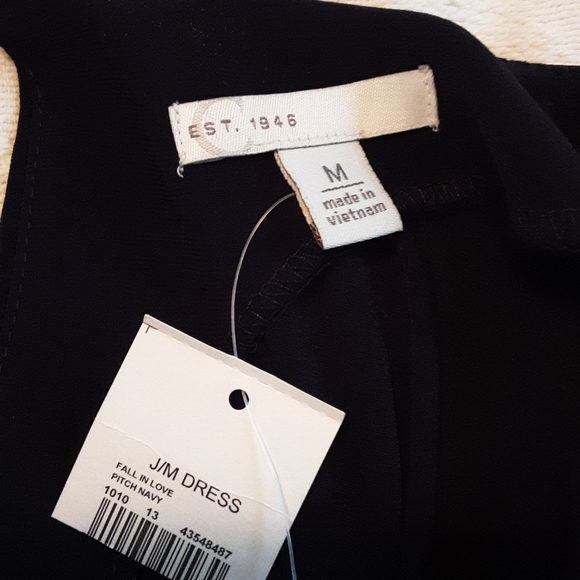 C
EST. 1946
M
made in
vietnam
J/M DRESS
FALL IN LOVE
PITCH NAVY
1010 13 43548487